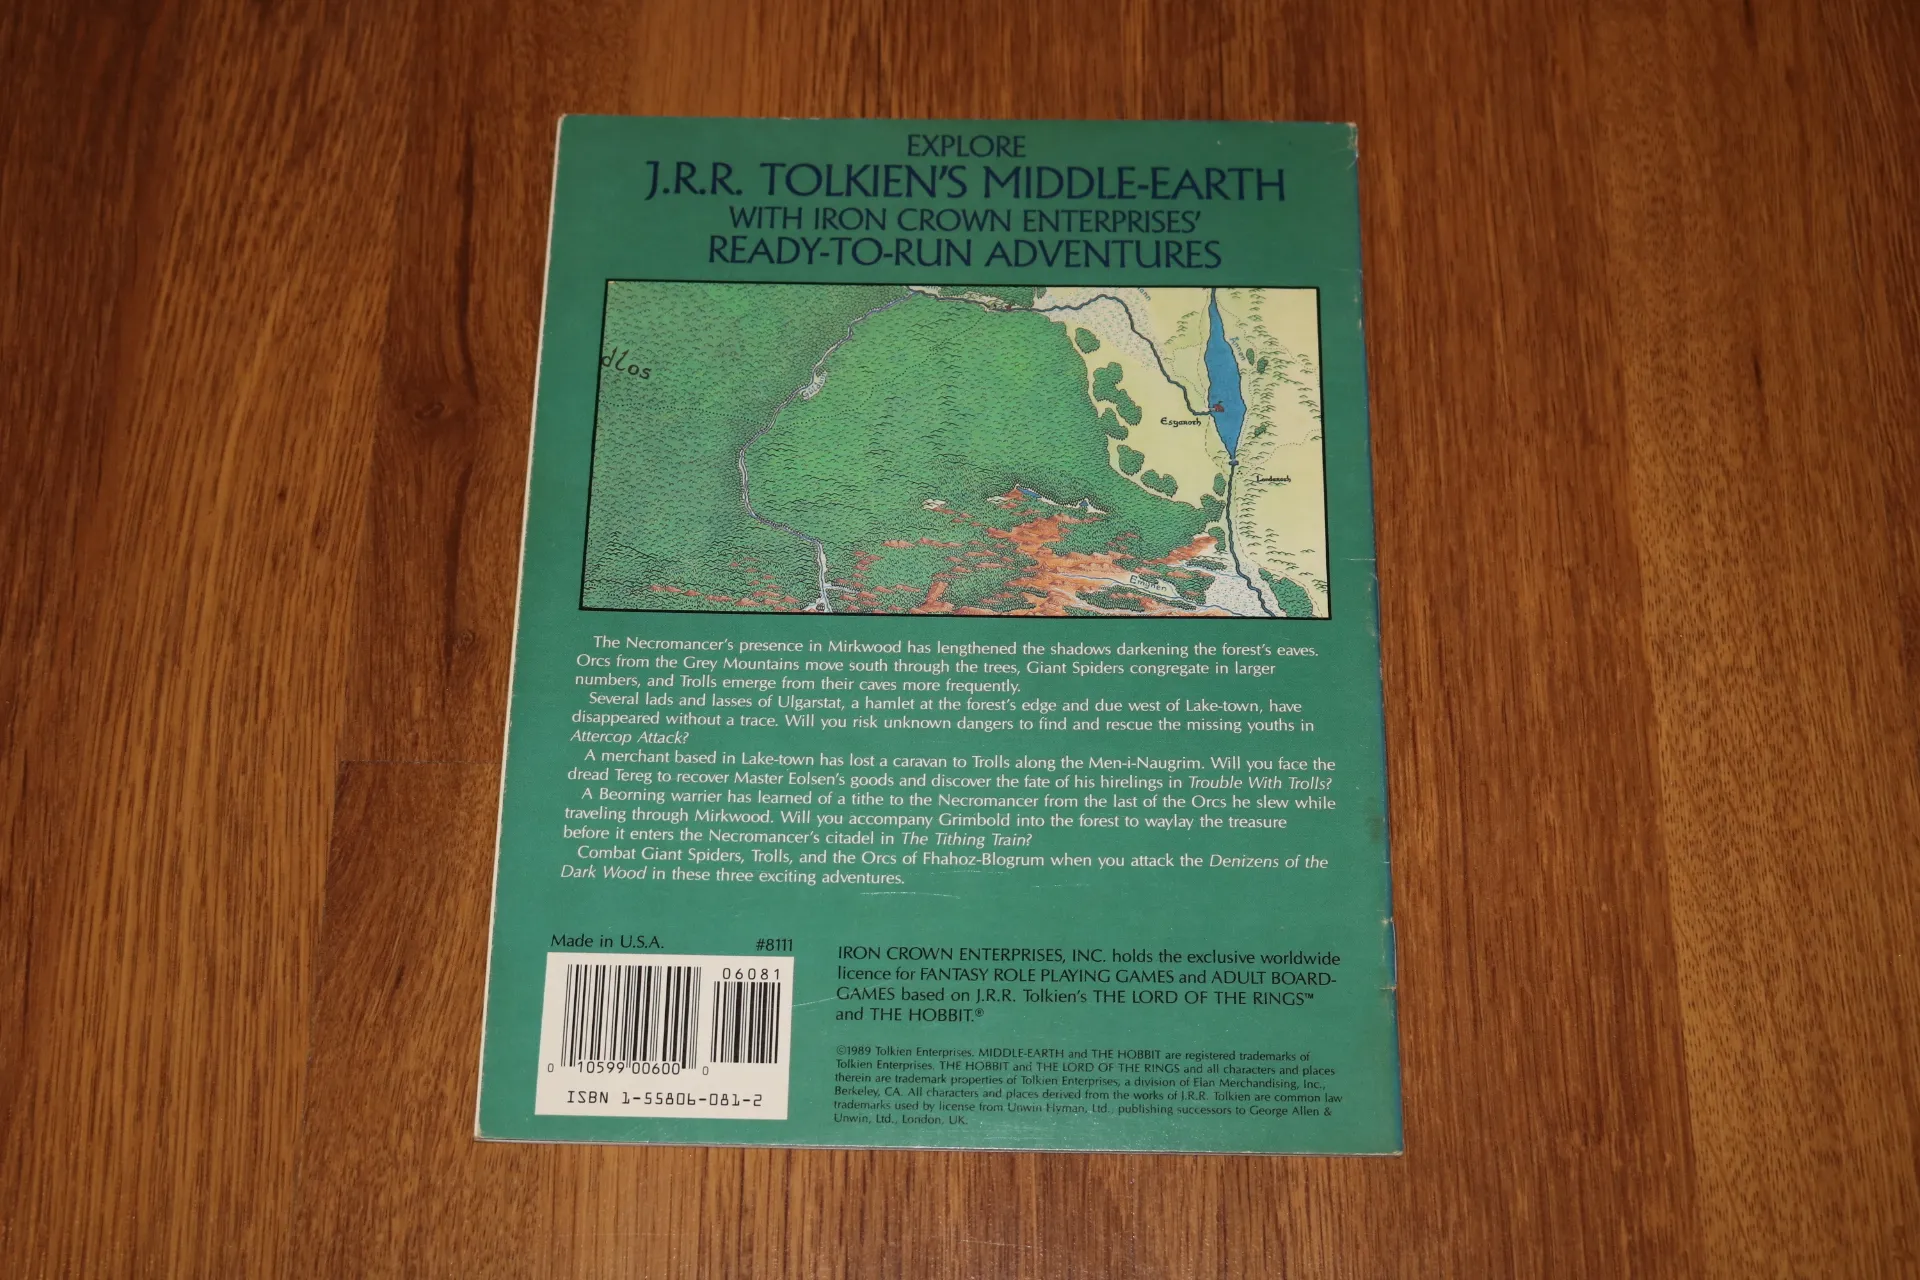 EXPLORE
J.R.R. TOLKIEN'S MIDDLE-EARTH
WITH IRON CROWN ENTERPRISES'
READY-TO-RUN ADVENTURES
dlos
Esgaroth
Londaroth
The Necromancer's presence in Mirkwood has lengthened the shadows darkening the forest's eaves.
Orcs from the Grey Mountains move south through the trees, Giant Spiders congregate in larger
numbers, and Trolls emerge from their caves more frequently.
Several lads and lasses of Ulgarstat, a hamlet at the forest's edge and due west of Lake-town, have
disappeared without a trace. Will you risk unknown dangers to find and rescue the missing youths in
Attercop Attack?
A merchant based in Lake-town has lost a caravan to Trolls along the Men-i-Naugrim. Will you face the
dread Tereg to recover Master Eolsen's goods and discover the fate of his hirelings in Trouble With Trolls?
A Beorning warrier has learned of a tithe to the Necromancer from the last of the Orcs he slew while
traveling through Mirkwood. Will you accompany Grimbold into the forest to waylay the treasure
before it enters the Necromancer's citadel in The Tithing Train?
Combat Giant Spiders, Trolls, and the Orcs of Fhahoz-Blogrum when you attack the Denizens of the
Dark Wood in these three exciting adventures.
Made in U.S.A. #8111
06081
0 10599 00600 0
ISBN 1-55806-081-2
IRON CROWN ENTERPRISES, INC. holds the exclusive worldwide
licence for FANTASY ROLE PLAYING GAMES and ADULT BOARD-
GAMES based on J.R.R. Tolkien's THE LORD OF THE RINGS™
and THE HOBBIT.®
©1989 Tolkien Enterprises. MIDDLE-EARTH and THE HOBBIT are registered trademarks of
Tolkien Enterprises. THE HOBBIT and THE LORD OF THE RINGS and all characters and places
therein are trademark properties of Tolkien Enterprises, a division of Elan Merchandising, Inc.,
Berkeley, CA. All characters and places derived from the works of J.R.R. Tolkien are common law
trademarks used by license from Unwin Hyman, Ltd., publishing successors to George Allen &
Unwin, Ltd., London, UK.